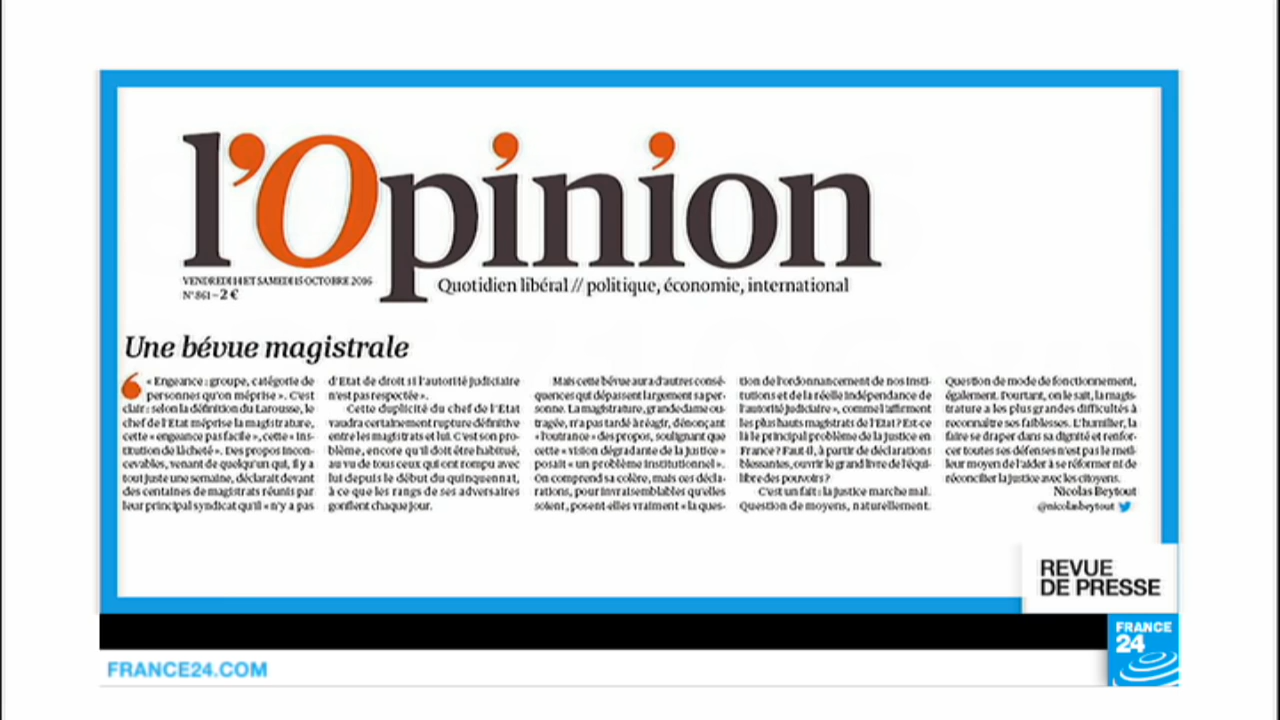 l'Opinion
VENDREDI 14 ET SAMEDI 15 OCTOBRE 2016
N° 861 – 2 €
Quotidien libéral // politique, économie, international
Une bévue magistrale
« Engeance : groupe, catégorie de
personnes qu'on méprise ». C'est
clair : selon la définition du Larousse, le
chef de l'Etat méprise la magistrature,
cette « engeance pas facile », cette « ins-
titution de lâcheté ». Des propos incon-
cevables, venant de quelqu'un qui, il y a
tout juste une semaine, déclarait devant
des centaines de magistrats réunis par
leur principal syndicat qu'il « n'y a pas
d'Etat de droit si l'autorité judiciaire
n'est pas respectée ».
Cette duplicité du chef de l'Etat
vaudra certainement rupture définitive
entre les magistrats et lui. C'est son pro-
blème, encore qu'il doit être habitué,
au vu de tous ceux qui ont rompu avec
lui depuis le début du quinquennat,
à ce que les rangs de ses adversaires
gonflent chaque jour.
Mais cette bévue aura d'autres consé-
quences qui dépassent largement sa per-
sonne. La magistrature, grande dame ou-
tragée, n'a pas tardé à réagir, dénonçant
« l'outrance » des propos, soulignant que
cette « vision dégradante de la Justice »
posait « un problème institutionnel ».
On comprend sa colère, mais ces décla-
rations, pour invraisemblables qu'elles
soient, posent-elles vraiment « la ques-
tion de l'ordonnancement de nos insti-
tutions et de la réelle indépendance de
l'autorité judiciaire », comme l'affirment
les plus hauts magistrats de l'Etat ? Est-ce
là le principal problème de la justice en
France ? Faut-il, à partir de déclarations
blessantes, ouvrir le grand livre de l'équi-
libre des pouvoirs ?
C'est un fait : la justice marche mal.
Question de moyens, naturellement.
Question de mode de fonctionnement,
également. Pourtant, on le sait, la magis-
trature a les plus grandes difficultés à
reconnaître ses faiblesses. L'humilier, la
faire se draper dans sa dignité et renfor-
cer toutes ses défenses n'est pas le meil-
leur moyen de l'aider à se réformer ni de
réconcilier la justice avec les citoyens.
Nicolas Beytout
@nicolasbeytout
REVUE
DE PRESSE
FRANCE
24
FRANCE24.COM